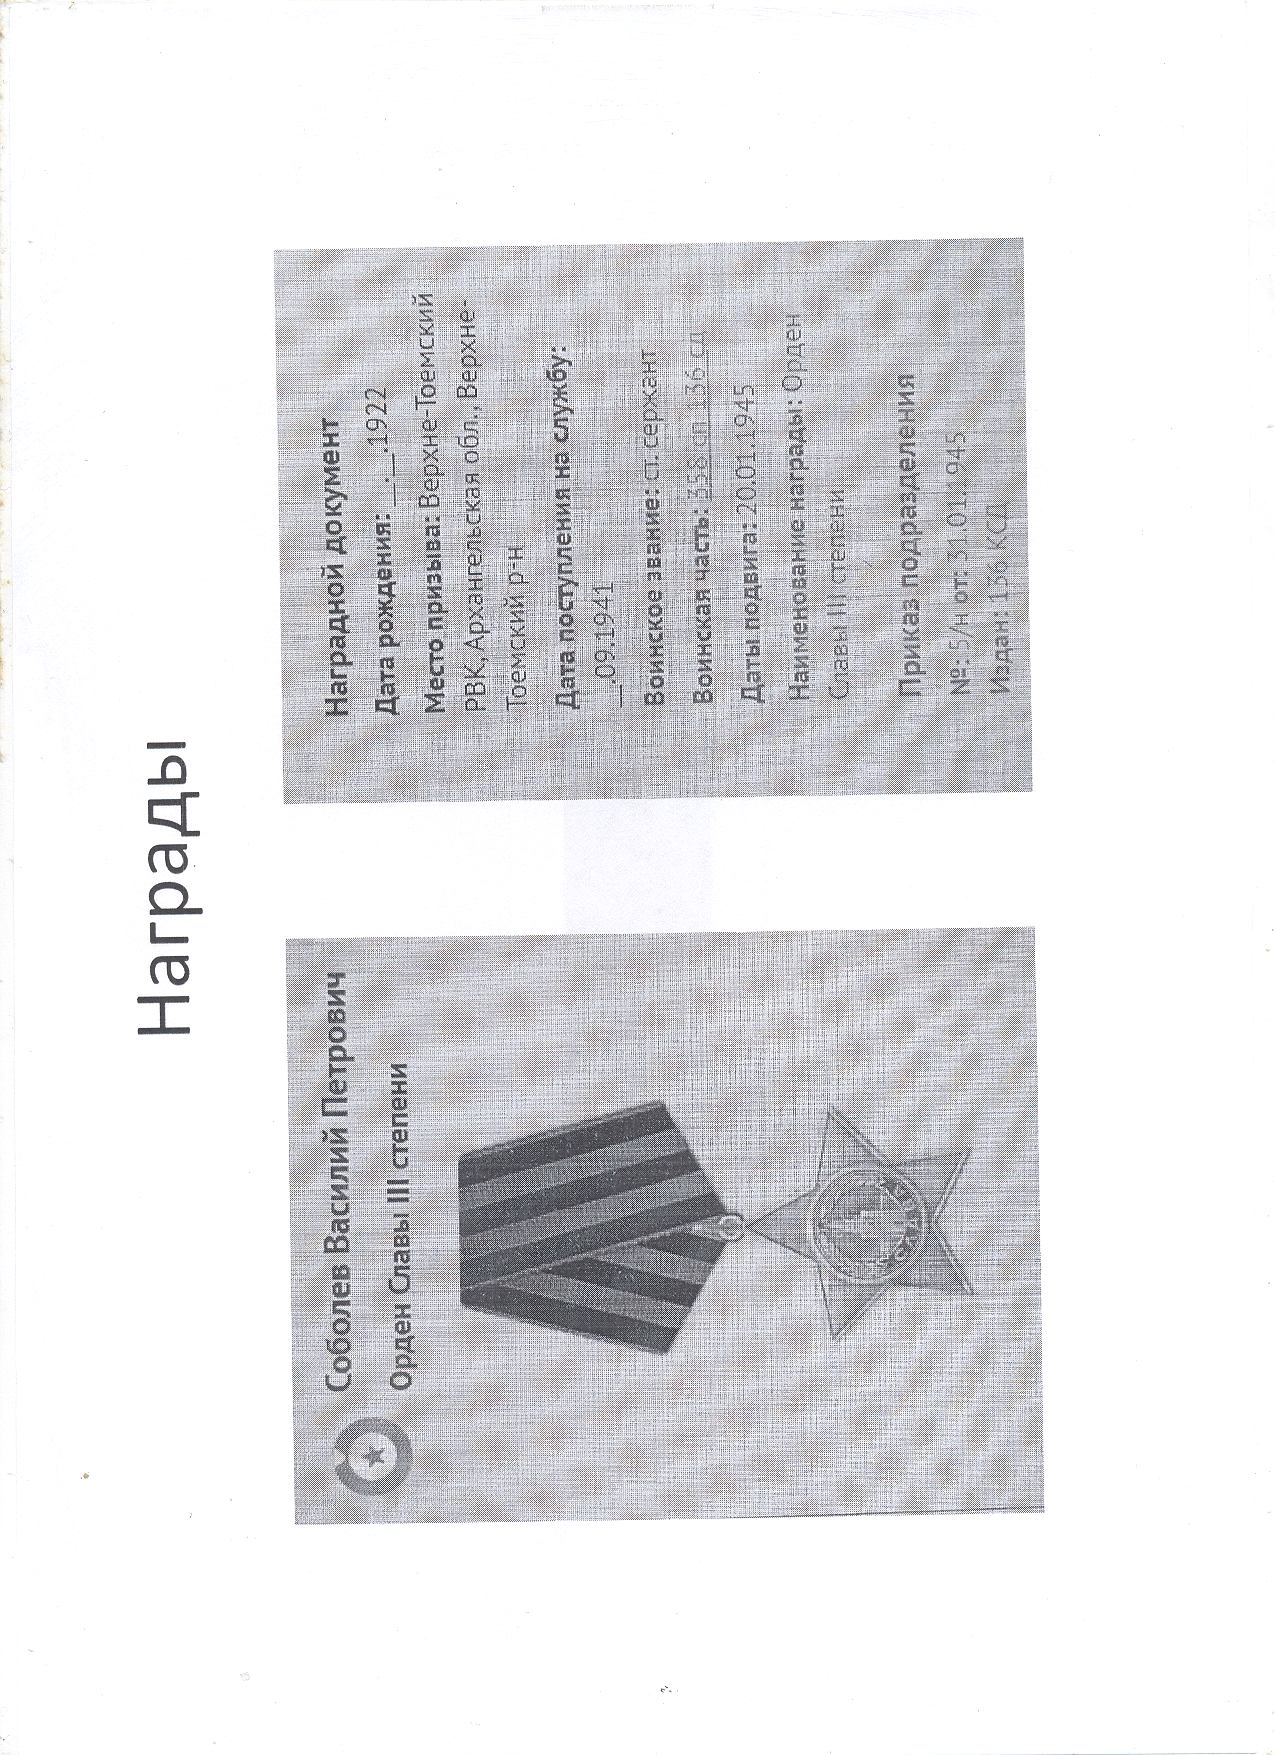 Награды
Соболев Василий Петрович
Орден Славы III степени
Наградной документ
Дата рождения: __.__.1922
Место призыва: Верхне-Тоемский
РВК, Архангельская обл., Верхне-
Тоемский р-н
Дата поступления на службу:
__.09.1941
Воинское звание: ст. сержант
Воинская часть: 358 сп 136 сд
Даты подвига: 20.01.1945
Наименование награды: Орден
Славы III степени
Приказ подразделения
№: 5/н от: 31.01.1945
Издан: 136 КСД